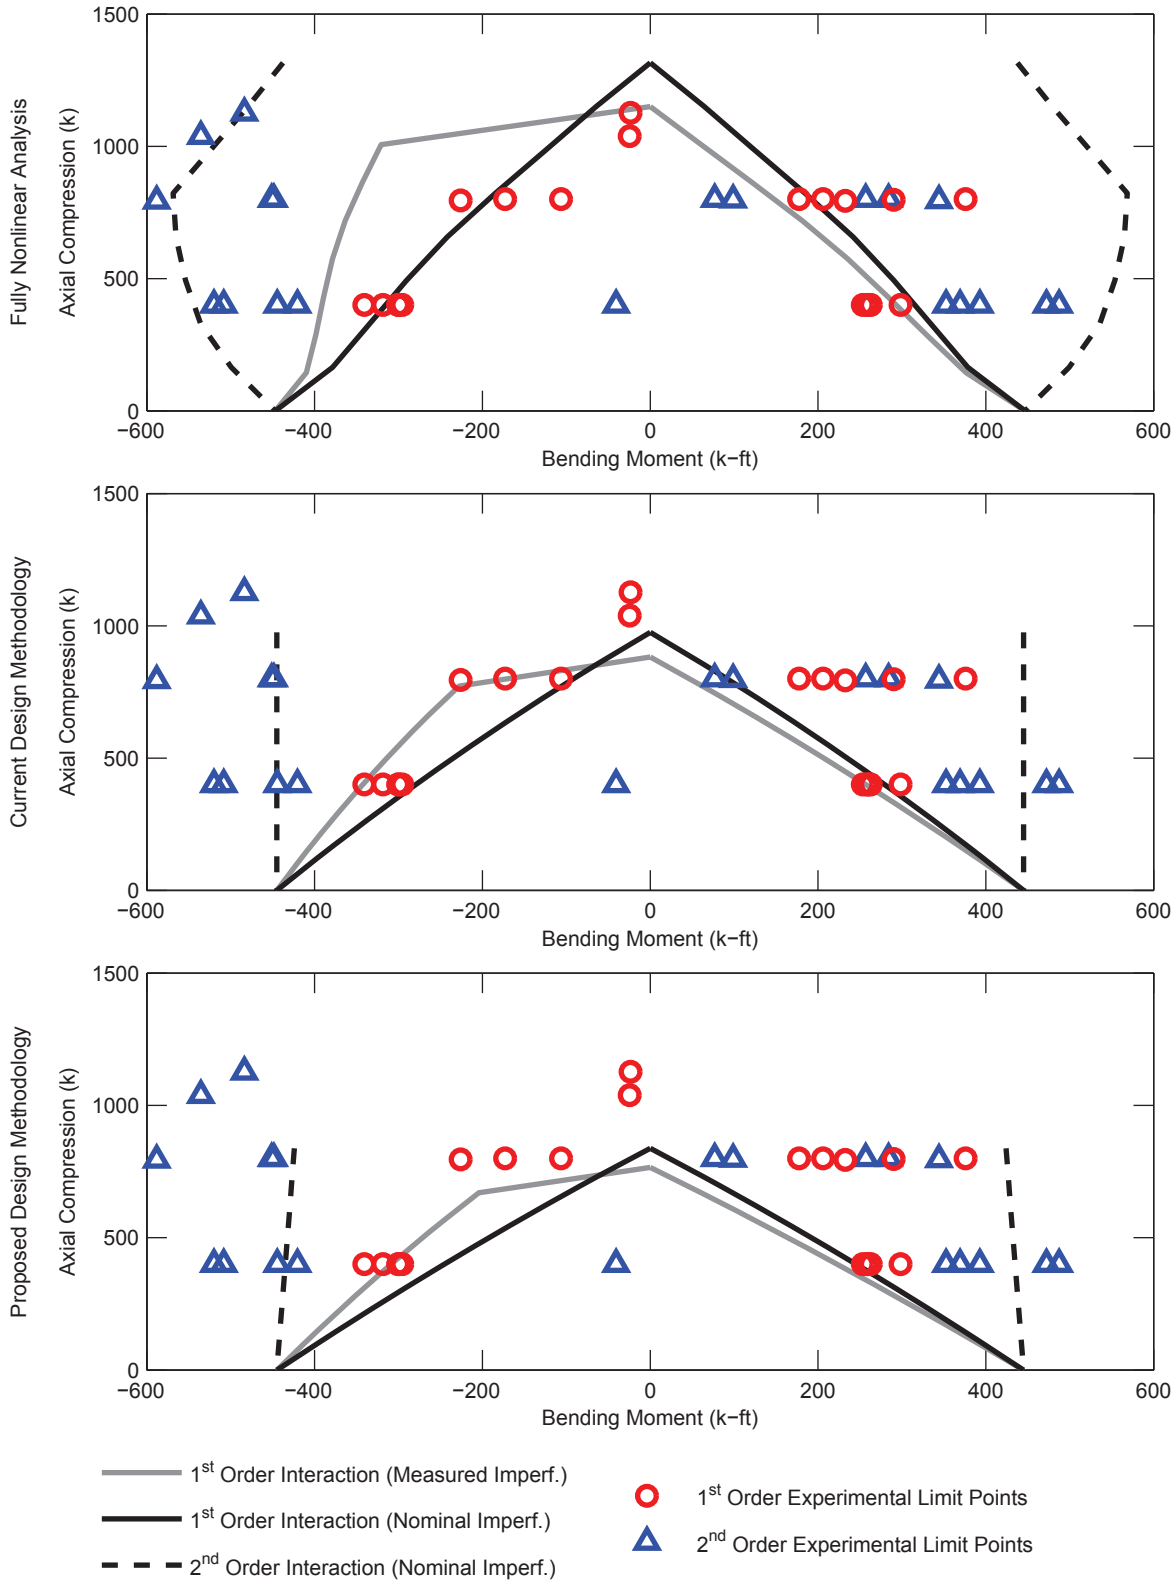 Fully Nonlinear Analysis
Axial Compression (k)
1500
1000
500
0
−600
−400
−200
0
200
400
600
Bending Moment (k−ft)
Current Design Methodology
Axial Compression (k)
1500
1000
500
0
−600
−400
−200
0
200
400
600
Bending Moment (k−ft)
Proposed Design Methodology
Axial Compression (k)
1500
1000
500
0
−600
−400
−200
0
200
400
600
Bending Moment (k−ft)
1st Order Interaction (Measured Imperf.)
1st Order Interaction (Nominal Imperf.)
2nd Order Interaction (Nominal Imperf.)
1st Order Experimental Limit Points
2nd Order Experimental Limit Points